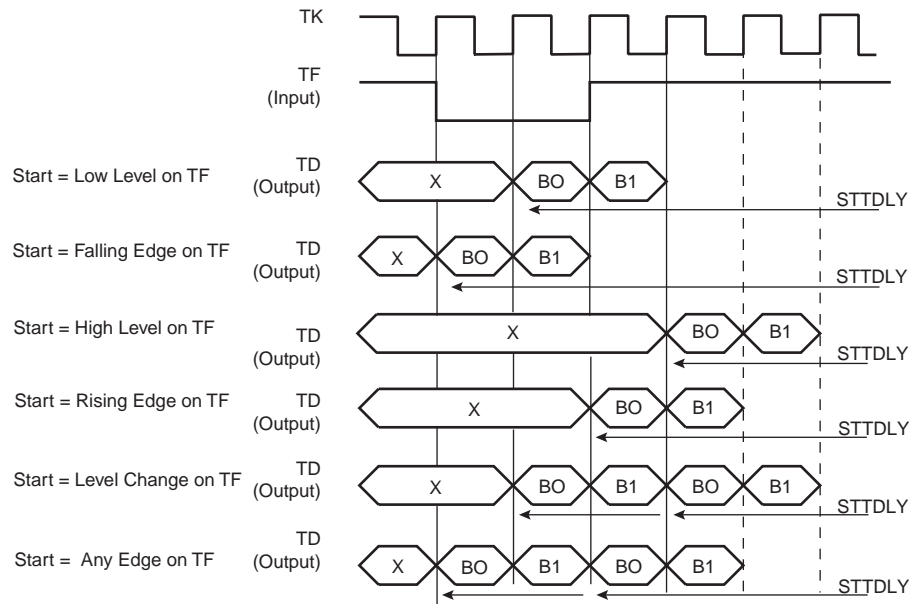 TK
TF
(Input)
Start = Low Level on TF
TD
(Output)
X
BO
B1
STTDLY
Start = Falling Edge on TF
TD
(Output)
X
BO
B1
STTDLY
Start = High Level on TF
TD
(Output)
X
BO
B1
STTDLY
Start = Rising Edge on TF
TD
(Output)
X
BO
B1
STTDLY
Start = Level Change on TF
TD
(Output)
X
BO
B1
BO
B1
STTDLY
Start = Any Edge on TF
TD
(Output)
X
BO
B1
BO
B1
STTDLY